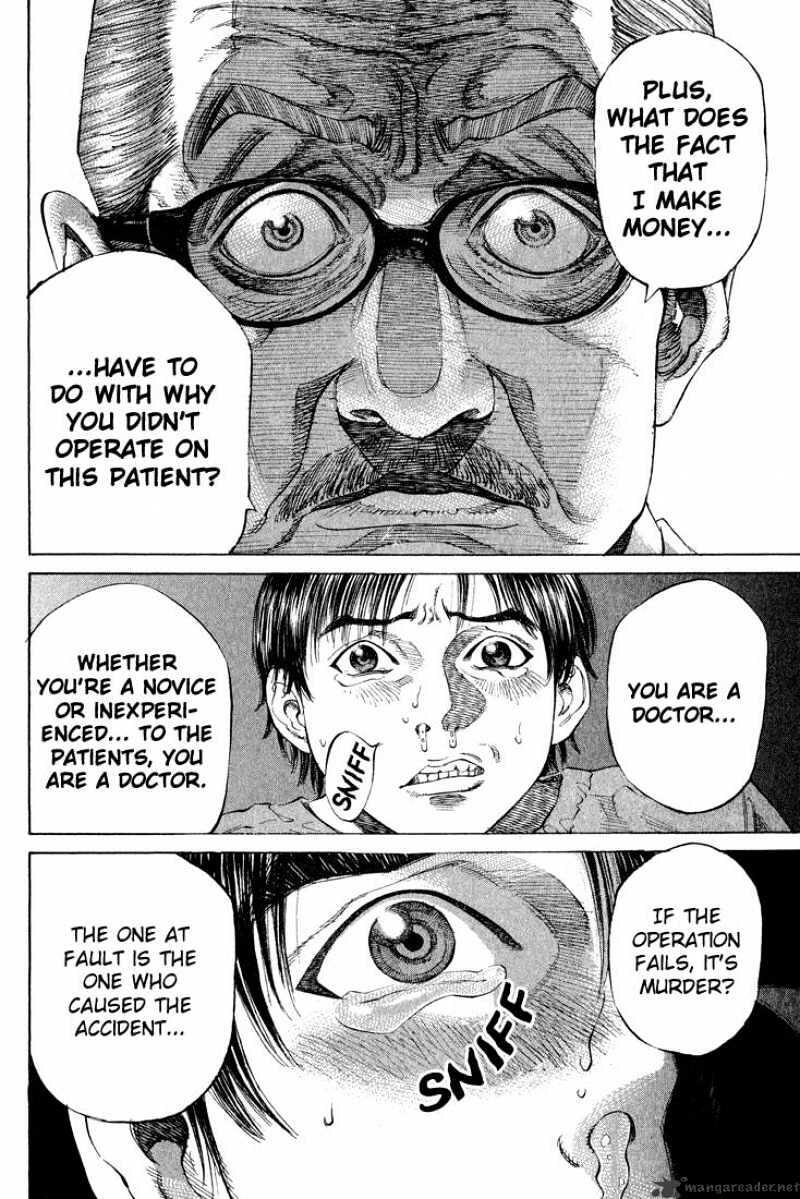 PLUS,
WHAT DOES
THE FACT
THAT
I MAKE
MONEY...
...HAVE TO
DO WITH WHY
YOU DIDN'T
OPERATE ON
THIS PATIENT?
YOU ARE A
DOCTOR...
WHETHER
YOU'RE A NOVICE
OR INEXPERI-
ENCED... TO THE
PATIENTS, YOU
ARE A DOCTOR.
SNIFF
IF THE
OPERATION
FAILS, IT'S
MURDER?
THE ONE AT
FAULT IS THE
ONE WHO
CAUSED THE
ACCIDENT...
SNIFF
mangareader.net